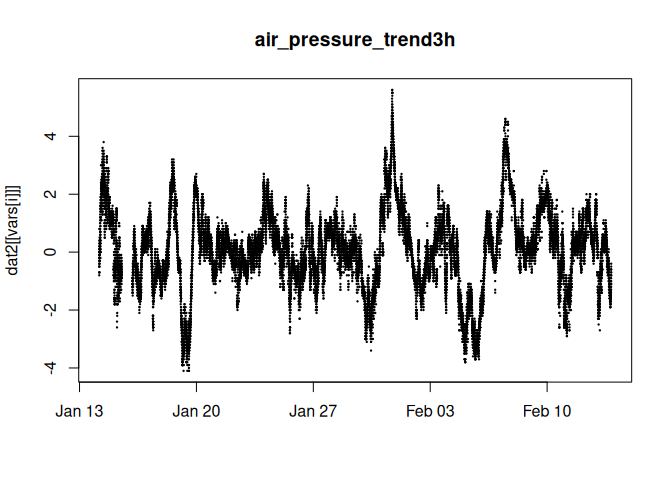 air_pressure_trend3h
dat2[[vars[i]]]
4
2
0
-2
-4
Jan 13
Jan 20
Jan 27
Feb 03
Feb 10